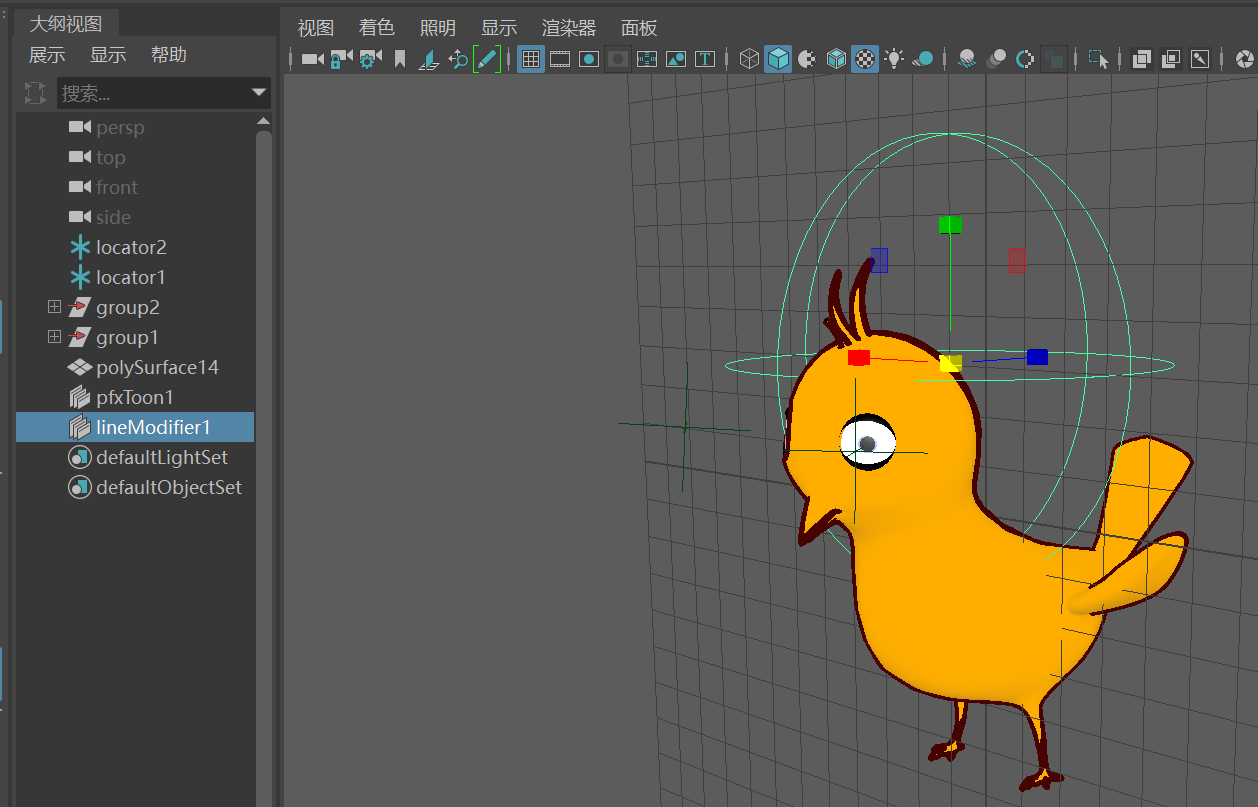 大纲视图
展示 显示 帮助
搜索...
persp
top
front
side
locator2
locator1
group2
group1
polySurface14
pfxToon1
lineModifier1
defaultLightSet
defaultObjectSet
视图 着色 照明 显示 渲染器 面板
T